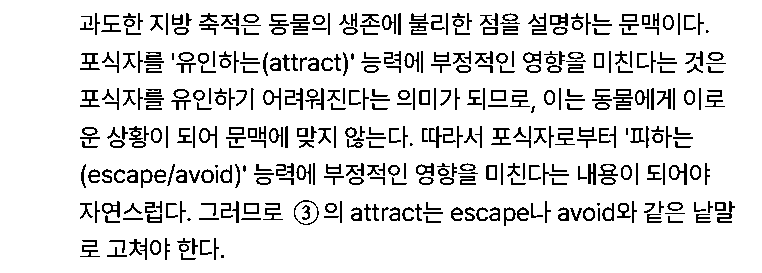 과도한 지방 축적은 동물의 생존에 불리한 점을 설명하는 문맥이다.
포식자를 '유인하는(attract)' 능력에 부정적인 영향을 미친다는 것은
포식자를 유인하기 어려워진다는 의미가 되므로, 이는 동물에게 이로
운 상황이 되어 문맥에 맞지 않는다. 따라서 포식자로부터 '피하는
(escape/avoid)' 능력에 부정적인 영향을 미친다는 내용이 되어야
자연스럽다. 그러므로 ③의 attract는 escape나 avoid와 같은 낱말
로 고쳐야 한다.